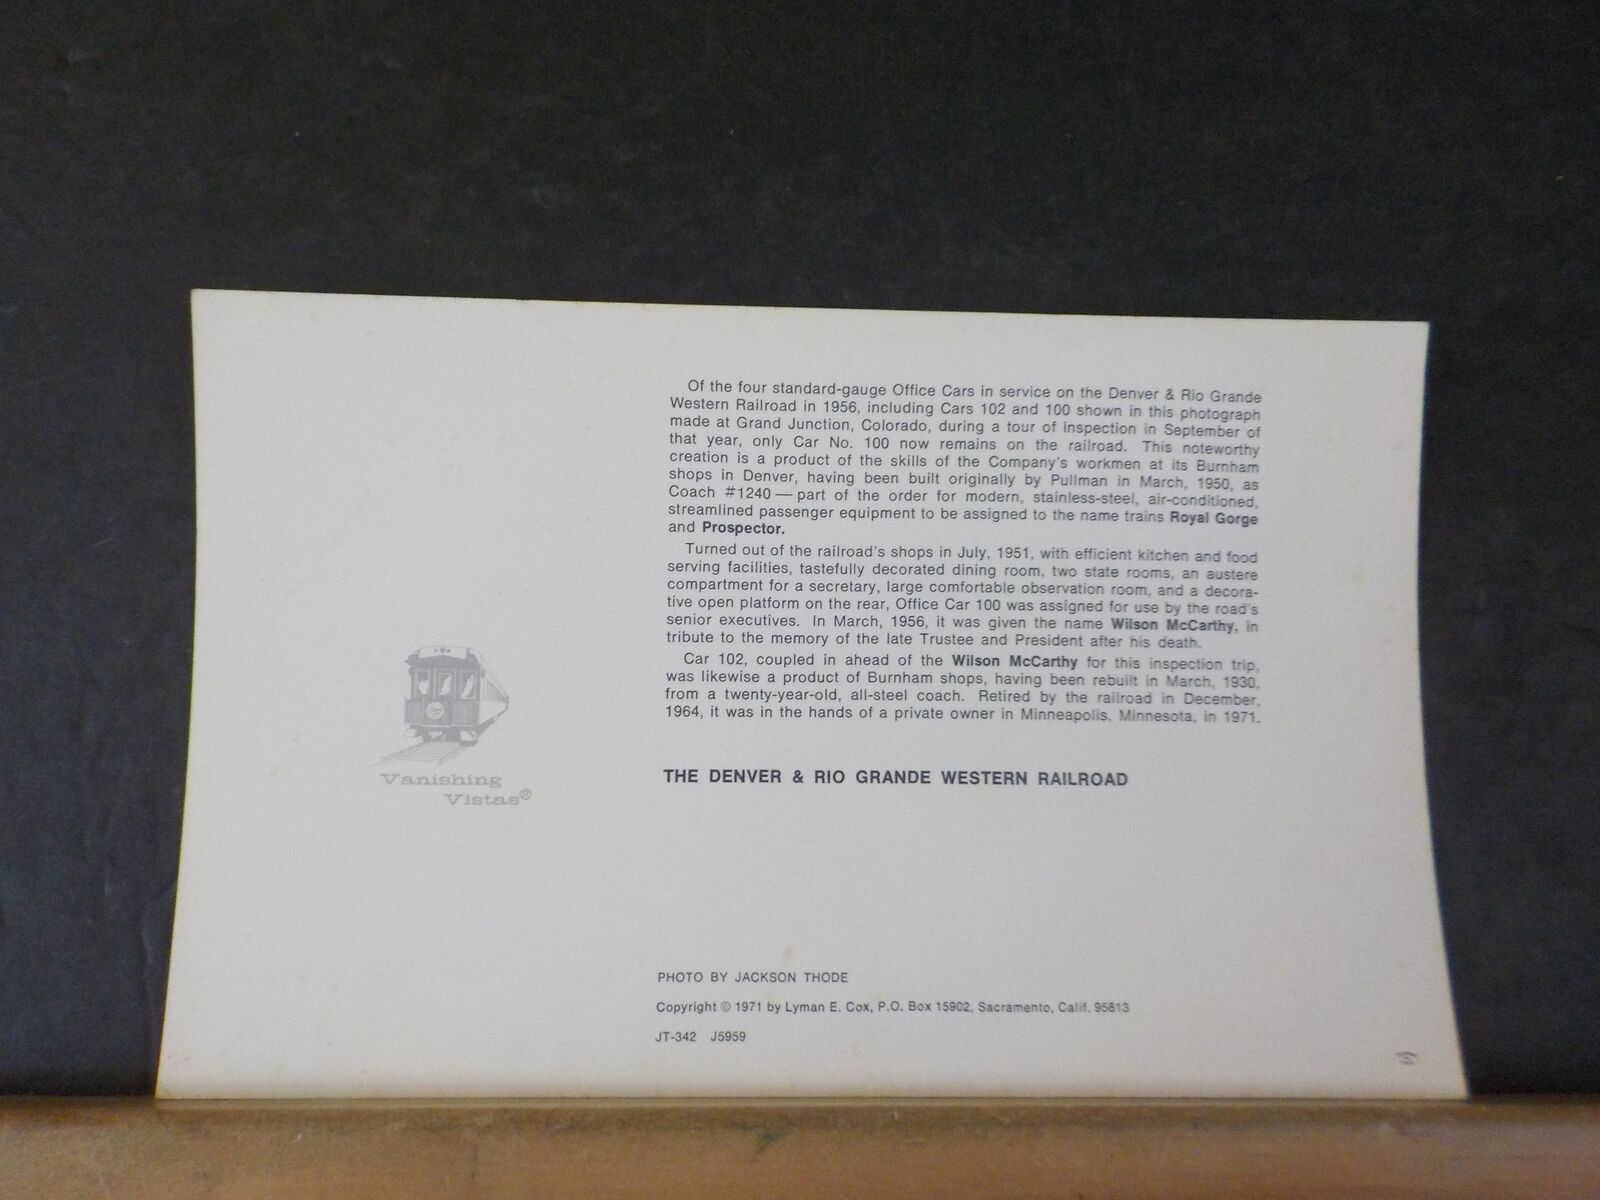 Of the four standard-gauge Office Cars in service on the Denver & Rio Grande
Western Railroad in 1956, including Cars 102 and 100 shown in this photograph
made at Grand Junction, Colorado, during a tour of inspection in September of
that year, only Car No. 100 now remains on the railroad. This noteworthy
creation is a product of the skills of the Company's workmen at its Burnham
shops in Denver, having been built originally by Pullman in March, 1950, as
Coach #1240 — part of the order for modern, stainless-steel, air-conditioned,
streamlined passenger equipment to be assigned to the name trains Royal Gorge
and Prospector.
Turned out of the railroad's shops in July, 1951, with efficient kitchen and food
serving facilities, tastefully decorated dining room, two state rooms, an austere
compartment for a secretary, large comfortable observation room, and a decora-
tive open platform on the rear, Office Car 100 was assigned for use by the road's
senior executives. In March, 1956, it was given the name Wilson McCarthy, in
tribute to the memory of the late Trustee and President after his death.
Car 102, coupled in ahead of the Wilson McCarthy for this inspection trip,
was likewise a product of Burnham shops, having been rebuilt in March, 1930,
from a twenty-year-old, all-steel coach. Retired by the railroad in December,
1964, it was in the hands of a private owner in Minneapolis, Minnesota, in 1971.
Vanishing
Vistas®
THE DENVER & RIO GRANDE WESTERN RAILROAD
PHOTO BY JACKSON THODE
Copyright © 1971 by Lyman E. Cox, P.O. Box 15902, Sacramento, Calif. 95813
JT-342 J5959